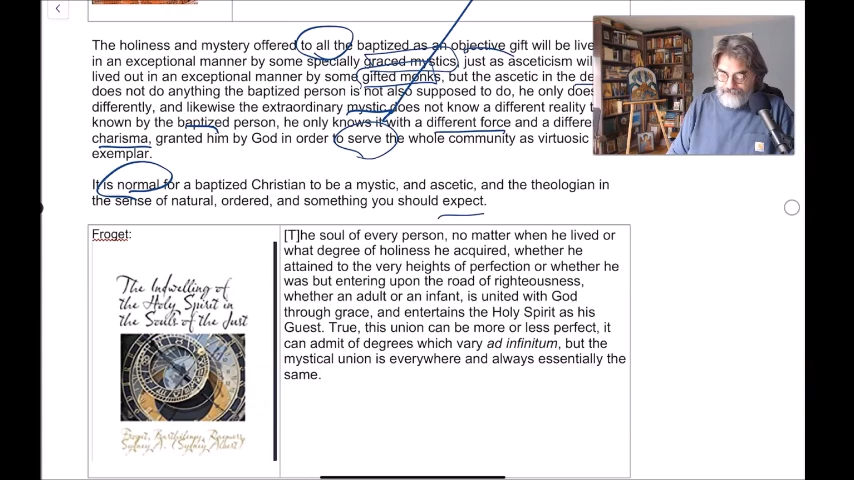 The holiness and mystery offered to all the baptized as an objective gift will be live
in an exceptional manner by some specially graced mystics, just as asceticism wil
lived out in an exceptional manner by some gifted monks, but the ascetic in the de
does not do anything the baptized person is not also supposed to do, he only does
differently, and likewise the extraordinary mystic does not know a different reality t
known by the baptized person, he only knows it with a different force and a differe
charisma, granted him by God in order to serve the whole community as virtuosic
exemplar.
It is normal for a baptized Christian to be a mystic, and ascetic, and the theologian in
the sense of natural, ordered, and something you should expect.
Froget:
The Indwelling of
the Holy Spirit in
the Souls of the Just
Froget, Barthélemy,
Sydney A. (Sydney Albert)
[T]he soul of every person, no matter when he lived or
what degree of holiness he acquired, whether he
attained to the very heights of perfection or whether he
was but entering upon the road of righteousness,
whether an adult or an infant, is united with God
through grace, and entertains the Holy Spirit as his
Guest. True, this union can be more or less perfect, it
can admit of degrees which vary ad infinitum, but the
mystical union is everywhere and always essentially the
same.